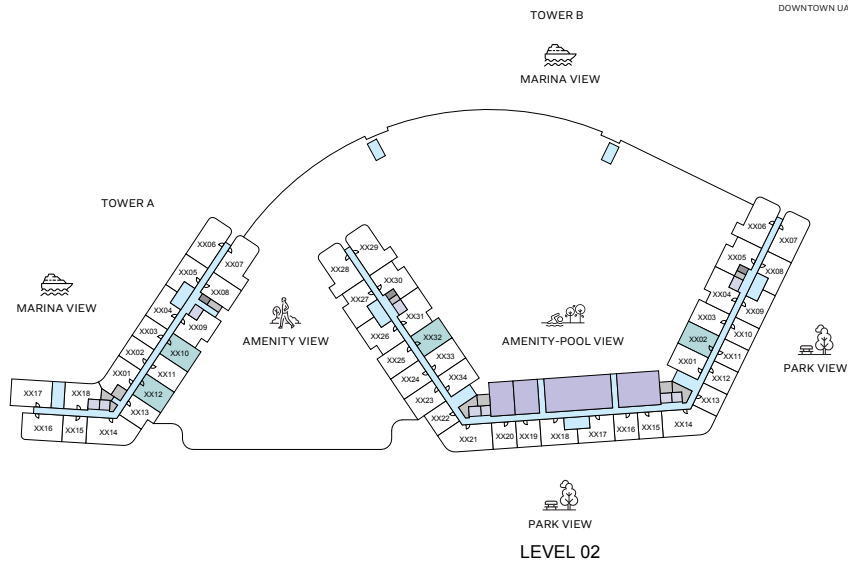 DOWNTOWN UA
TOWER B
MARINA VIEW
TOWER A
MARINA VIEW
AMENITY VIEW
AMENITY-POOL VIEW
PARK VIEW
XX06
XX07
XX05
XX08
XX04
XX09
XX03
XX10
XX02
XX11
XX01
XX12
XX13
XX17
XX18
XX16
XX15
XX14
XX29
XX28
XX30
XX27
XX31
XX26
XX32
XX25
XX33
XX24
XX34
XX23
XX22
XX21
XX20
XX19
XX18
XX17
XX16
XX15
XX14
XX06
XX07
XX05
XX08
XX04
XX09
XX03
XX10
XX02
XX11
XX01
XX12
XX13
PARK VIEW
LEVEL 02